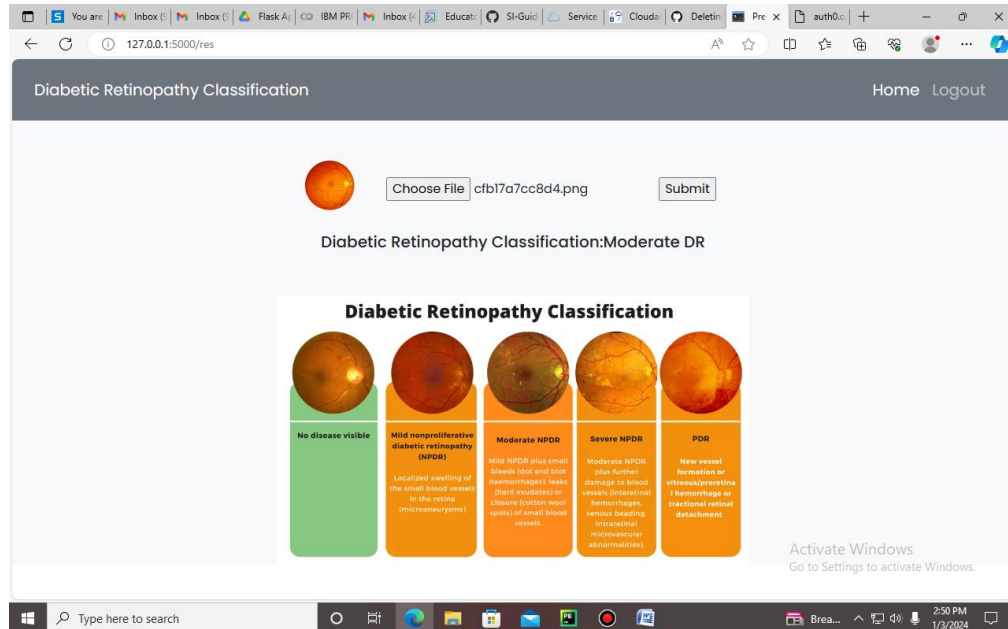 You are
Inbox (
Inbox (
Flask A
IBM PR
Inbox (
Educat
SI-Guid
Service
Cloud
Deletin
Pre
auth0.c
127.0.0.1:5000/res
Diabetic Retinopathy Classification
Home Logout
Choose File cfb17a7cc8d4.png Submit
Diabetic Retinopathy Classification:Moderate DR
Diabetic Retinopathy Classification
No disease visible
Mild nonproliferative
diabetic retinopathy
(NPDR)
Localized swelling of
the small blood vessels
in the retina
(microaneurysms)
Moderate NPDR
Mild NPDR plus small
bleeds (dot and blot
haemorrhages), leaks
(hard exudates) or
closure (cotton wool
spots) of small blood
vessels.
Severe NPDR
Moderate NPDR
plus further
damage to blood
vessels (interetinal
hemorrhages,
venous beading,
intraretinal
microvascular
abnormalities).
PDR
New vessel
formation or
vitreous/preretina
l hemorrhage or
tractional retinal
detachment
Activate Windows
Go to Settings to activate Windows.
Type here to search
Brea...
2:50 PM
1/3/2024